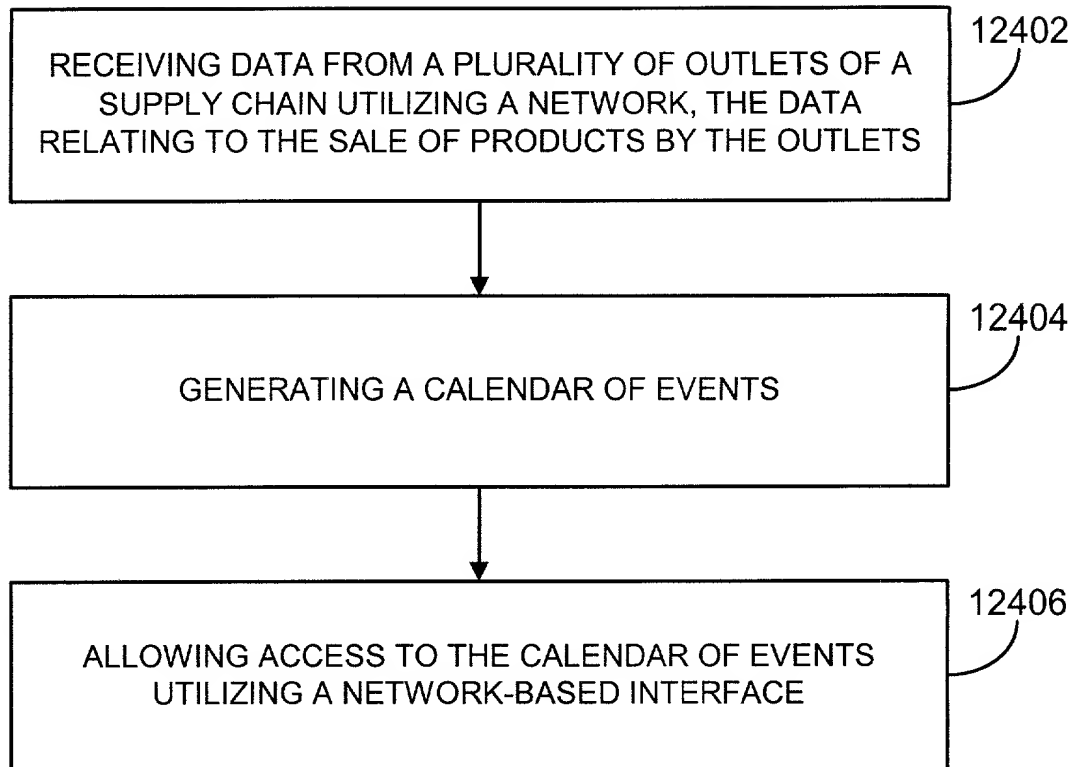 12402
RECEIVING DATA FROM A PLURALITY OF OUTLETS OF A
SUPPLY CHAIN UTILIZING A NETWORK, THE DATA
RELATING TO THE SALE OF PRODUCTS BY THE OUTLETS
12404
GENERATING A CALENDAR OF EVENTS
12406
ALLOWING ACCESS TO THE CALENDAR OF EVENTS
UTILIZING A NETWORK-BASED INTERFACE